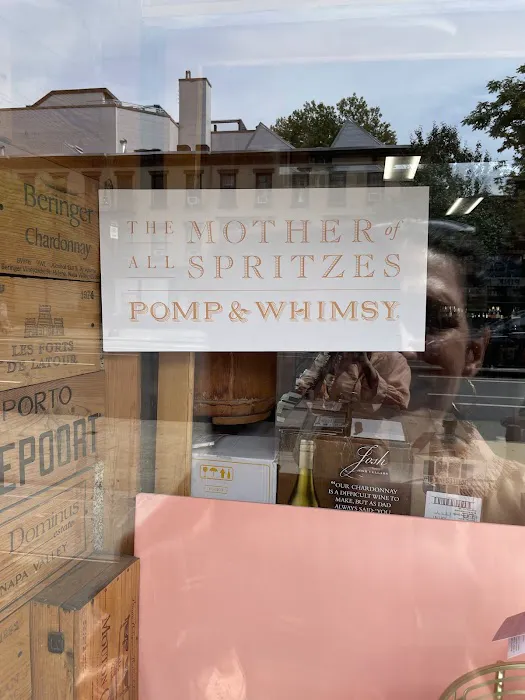 THE MOTHER of
ALL SPRITZES
POMP & WHIMSY
Beringer
Chardonnay
LES FORTS
DE LATOUR
PORTO
EPOORT
Dominus
NAPA VALLEY
Josh
"OUR CHARDONNAY
IS A DIFFICULT WINE TO
MAKE, BUT AS DAD
ALWAYS SAID: "YOU